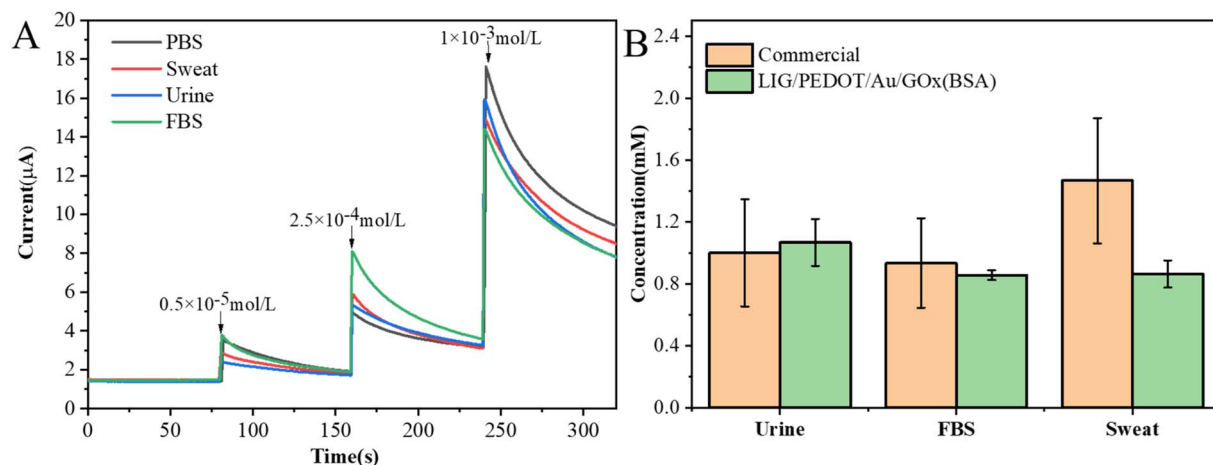 A
PBS
Sweat
Urine
FBS
0.5×10⁻⁵mol/L
2.5×10⁻⁴mol/L
1×10⁻³mol/L
Current(μA)
20
18
16
14
12
10
8
6
4
2
0
0 50 100 150 200 250 300
Time(s)
B
Commercial
LIG/PEDOT/Au/GOx(BSA)
Concentration(mM)
2.4
2.0
1.6
1.2
0.8
0.4
0.0
Urine FBS Sweat